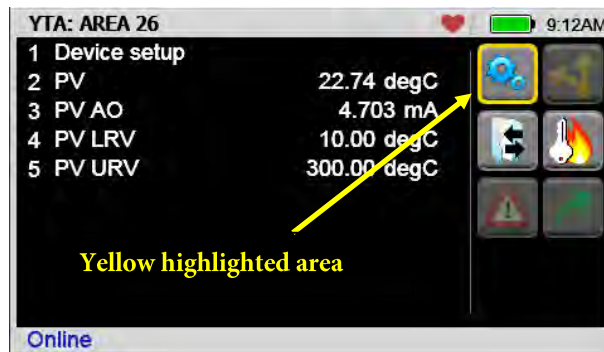 YTA: AREA 26
9:12AM
1 Device setup
2 PV 22.74 degC
3 PV AO 4.703 mA
4 PV LRV 10.00 degC
5 PV URV 300.00 degC
Yellow highlighted area
Online